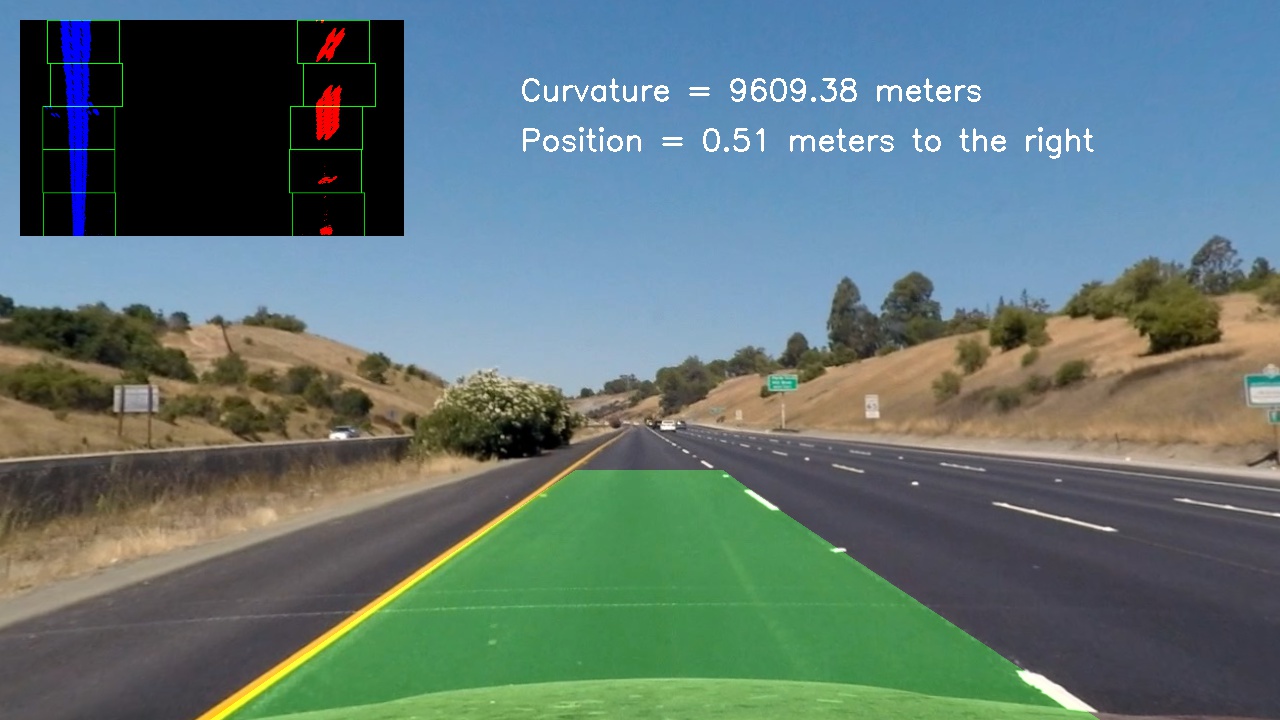 Curvature = 9609.38 meters
Position = 0.51 meters to the right